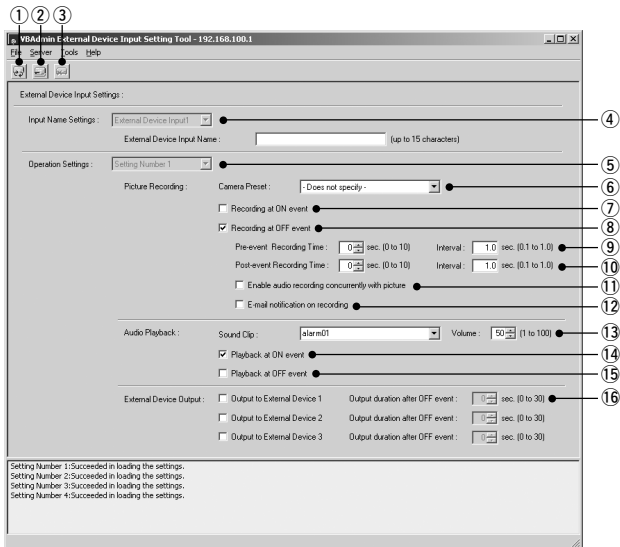 ① ② ③
VBAdmin External Device Input Setting Tool - 192.168.100.1
File Server Tools Help
External Device Input Settings :
Input Name Settings : External Device Input1 ④
External Device Input Name : (up to 15 characters)
Operation Settings : Setting Number 1 ⑤
Picture Recording : Camera Preset : - Does not specify - ⑥
Recording at ON event ⑦
Recording at OFF event ⑧
Pre-event Recording Time : 0 sec. (0 to 10) Interval : 1.0 sec. (0.1 to 1.0) ⑨
Post-event Recording Time : 0 sec. (0 to 10) Interval : 1.0 sec. (0.1 to 1.0) ⑩
Enable audio recording concurrently with picture ⑪
E-mail notification on recording ⑫
Audio Playback : Sound Clip : alarm01 Volume : 50 (1 to 100) ⑬
Playback at ON event ⑭
Playback at OFF event ⑮
External Device Output : Output to External Device 1 Output duration after OFF event : 0 sec. (0 to 30) ⑯
Output to External Device 2 Output duration after OFF event : 0 sec. (0 to 30)
Output to External Device 3 Output duration after OFF event : 0 sec. (0 to 30)
Setting Number 1:Succeeded in loading the settings.
Setting Number 2:Succeeded in loading the settings.
Setting Number 3:Succeeded in loading the settings.
Setting Number 4:Succeeded in loading the settings.